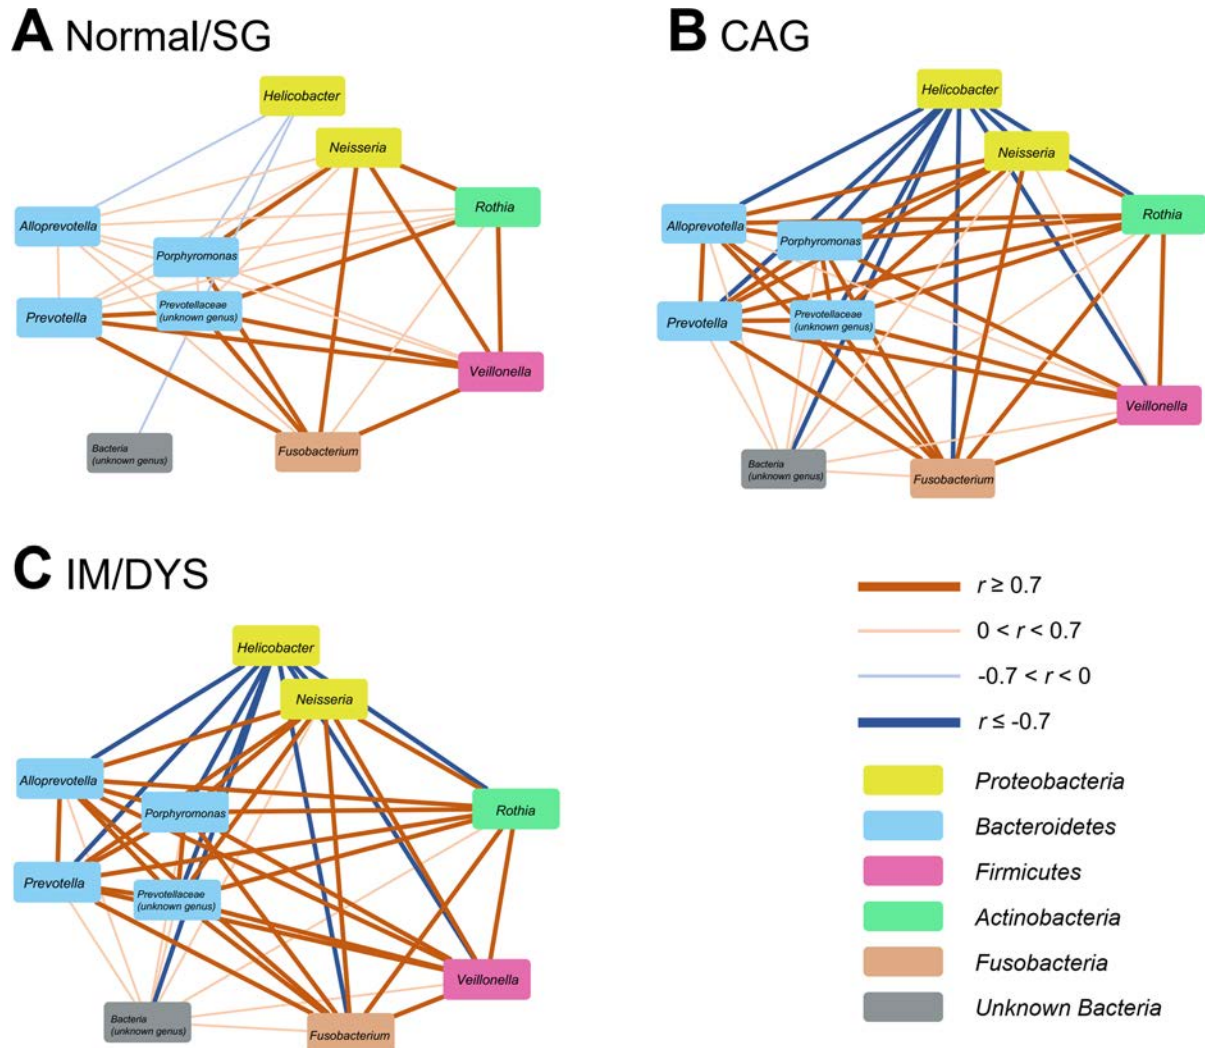 A Normal/SG
Helicobacter
Neisseria
Rothia
Alloprevotella
Porphyromonas
Prevotellaceae
(unknown genus)
Prevotella
Veillonella
Bacteria
(unknown genus)
Fusobacterium
B CAG
Helicobacter
Neisseria
Rothia
Alloprevotella
Porphyromonas
Prevotellaceae
(unknown genus)
Prevotella
Veillonella
Bacteria
(unknown genus)
Fusobacterium
C IM/DYS
Helicobacter
Neisseria
Alloprevotella
Porphyromonas
Rothia
Prevotella
Prevotellaceae
(unknown genus)
Veillonella
Bacteria
(unknown genus)
Fusobacterium
r ≥ 0.7
0 < r < 0.7
-0.7 < r < 0
r ≤ -0.7
Proteobacteria
Bacteroidetes
Firmicutes
Actinobacteria
Fusobacteria
Unknown Bacteria